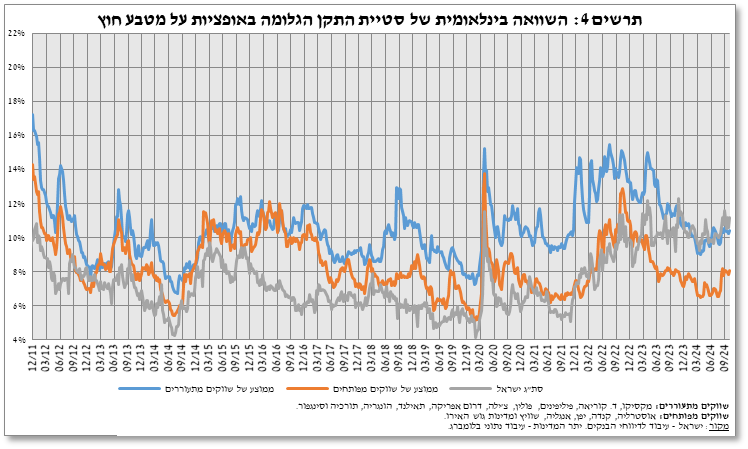 תרשים 4: השוואה בינלאומית של סטיית התקן הגלומה באופציות על מטבע חוץ
22%
20%
18%
16%
14%
12%
10%
8%
6%
4%
12/11 03/12 06/12 09/12 12/12 03/13 06/13 09/13 12/13 03/14 06/14 09/14 12/14 03/15 06/15 09/15 12/15 03/16 06/16 09/16 12/16 03/17 06/17 09/17 12/17 03/18 06/18 09/18 12/18 03/19 06/19 09/19 12/19 03/20 06/20 09/20 12/20 03/21 06/21 09/21 12/21 03/22 06/22 09/22 12/22 03/23 06/23 09/23 12/23 03/24 06/24 09/24
ממוצע של שווקים מתעוררים ממוצע של שווקים מפותחים סת״ג ישראל
שווקים מתעוררים: מקסיקו, ד. קוריאה, פיליפינים, פולין, צ׳ילה, דרום אפריקה, תאילנד, הונגריה, תורכיה וסינגפור.
שווקים מפותחים: אוסטרליה, קנדה, יפן, אנגליה, שוויץ ומדינות גוש האירו.
מקור: ישראל - עיבוד לדיווחי הבנקים. יתר המדינות - עיבוד נתוני בלומברג.